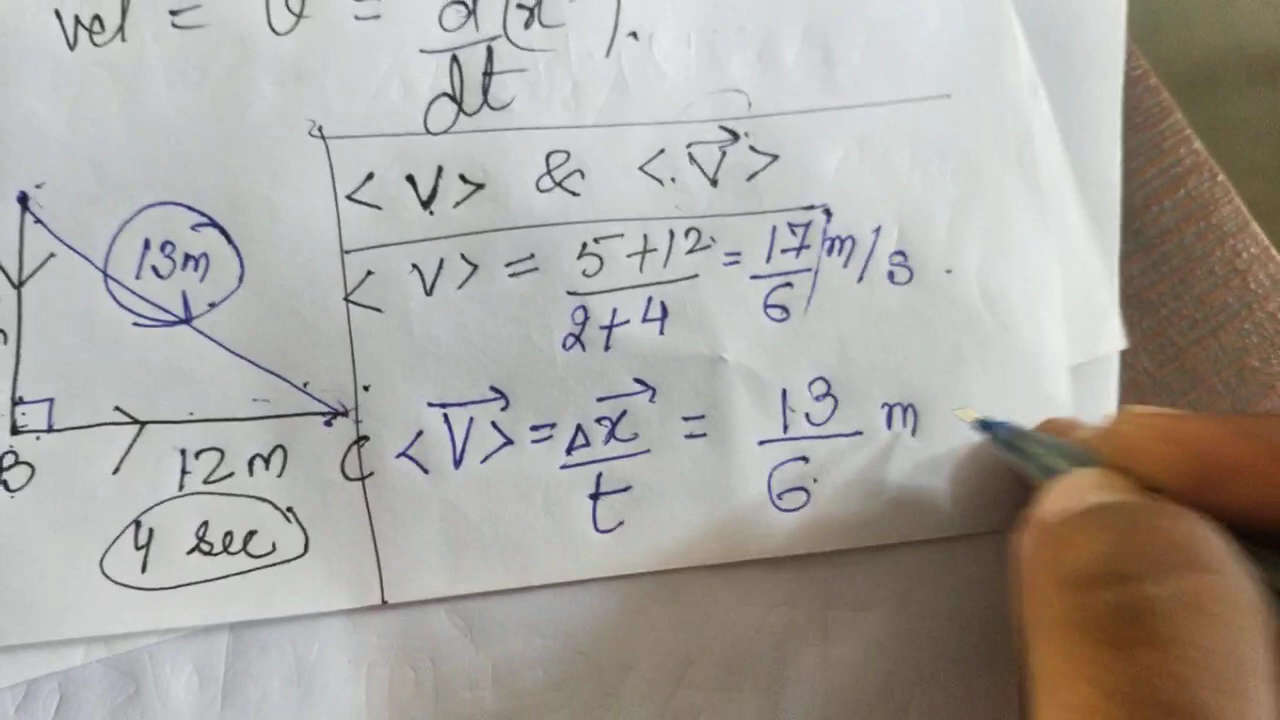 vel = v = d(x).
dt
<V> & <V⃗>
13m
<V> = 5+12 = 17 m/s.
2+4 6
<V⃗> = Δx⃗ = 13 m
t 6
B 12m C
4 sec